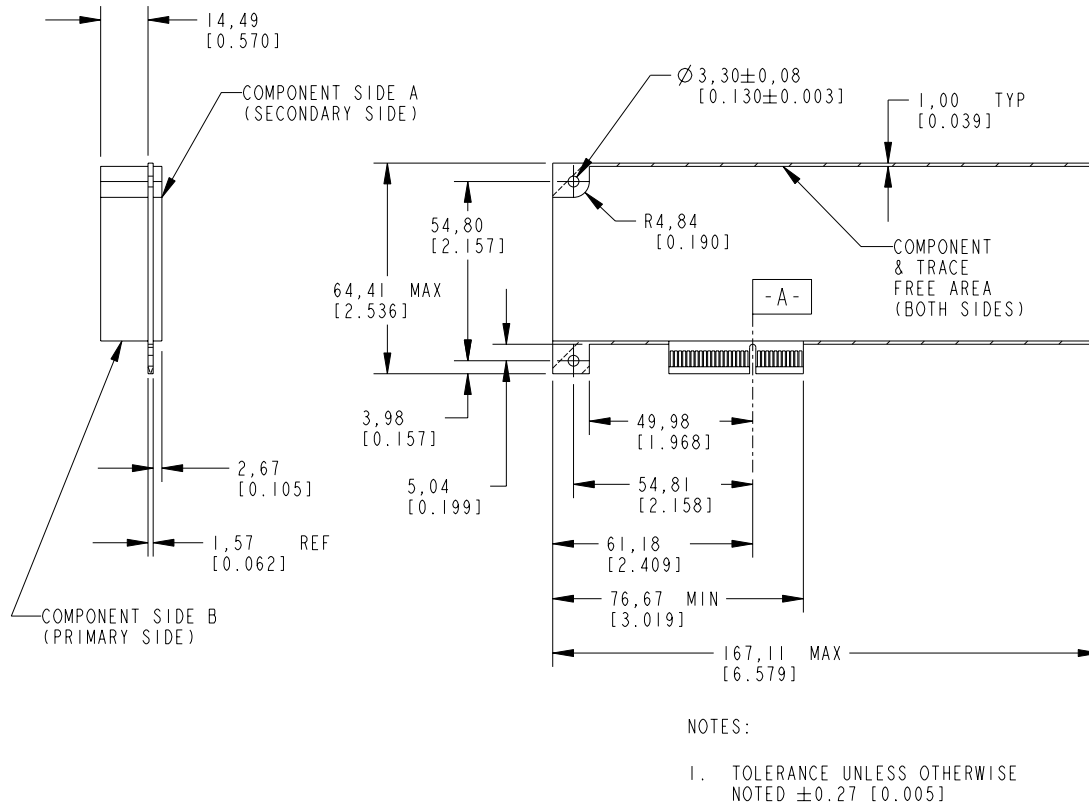 14,49
[0.570]
COMPONENT SIDE A
(SECONDARY SIDE)
∅3,30±0,08
[0.130±0.003]
1,00 TYP
[0.039]
54,80
[2.157]
R4,84
[0.190]
COMPONENT
& TRACE
FREE AREA
(BOTH SIDES)
64,41 MAX
[2.536]
-A-
3,98
[0.157]
49,98
[1.968]
2,67
[0.105]
5,04
[0.199]
54,81
[2.158]
1,57 REF
[0.062]
61,18
[2.409]
COMPONENT SIDE B
(PRIMARY SIDE)
76,67 MIN
[3.019]
167,11 MAX
[6.579]
NOTES:
1. TOLERANCE UNLESS OTHERWISE
NOTED ±0.27 [0.005]